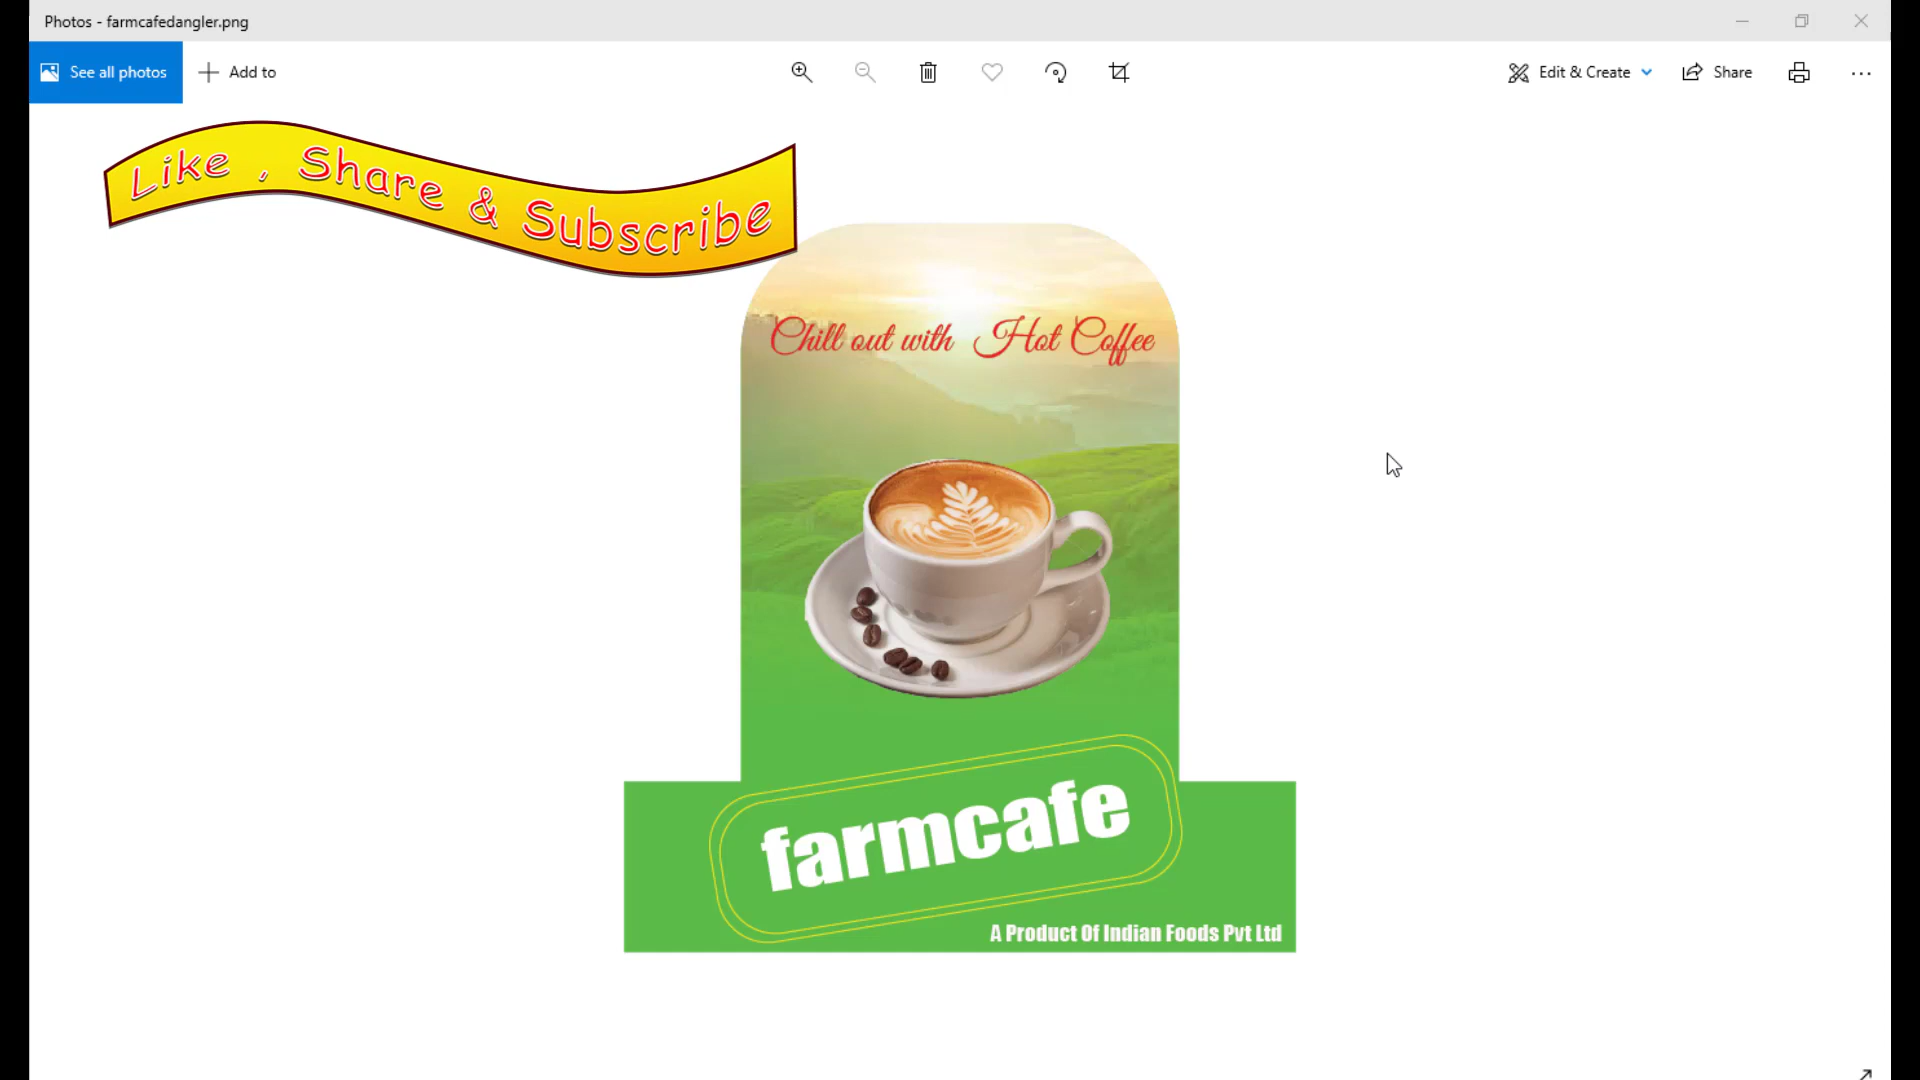 Photos - farmcafedangler.png
See all photos
Add to
Edit & Create
Share
Like , Share & Subscribe
Chill out with Hot Coffee
farmcafe
A Product Of Indian Foods Pvt Ltd